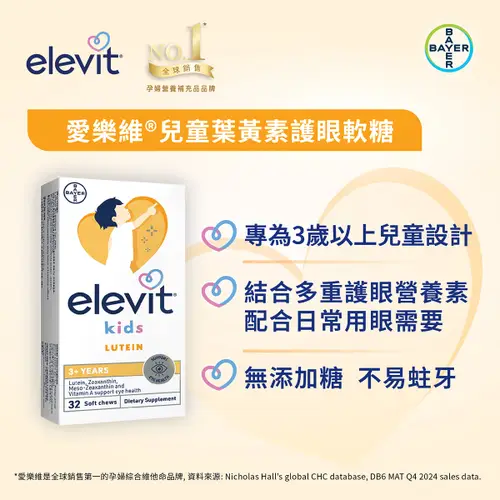 elevit®
NO.1*
全球銷售
孕婦營養補充品品牌
BAYER
BAYER
愛樂維®兒童葉黃素護眼軟糖
BAYER
elevit®
kids
LUTEIN
3+ YEARS
Lutein, Zeaxanthin,
Meso-Zeaxanthin and
Vitamin A support eye health
32 Soft chews
Dietary Supplement
專為3歲以上兒童設計
結合多重護眼營養素
配合日常用眼需要
無添加糖 不易蛀牙
*愛樂維是全球銷售第一的孕婦綜合維他命品牌, 資料來源: Nicholas Hall's global CHC database, DB6 MAT Q4 2024 sales data.